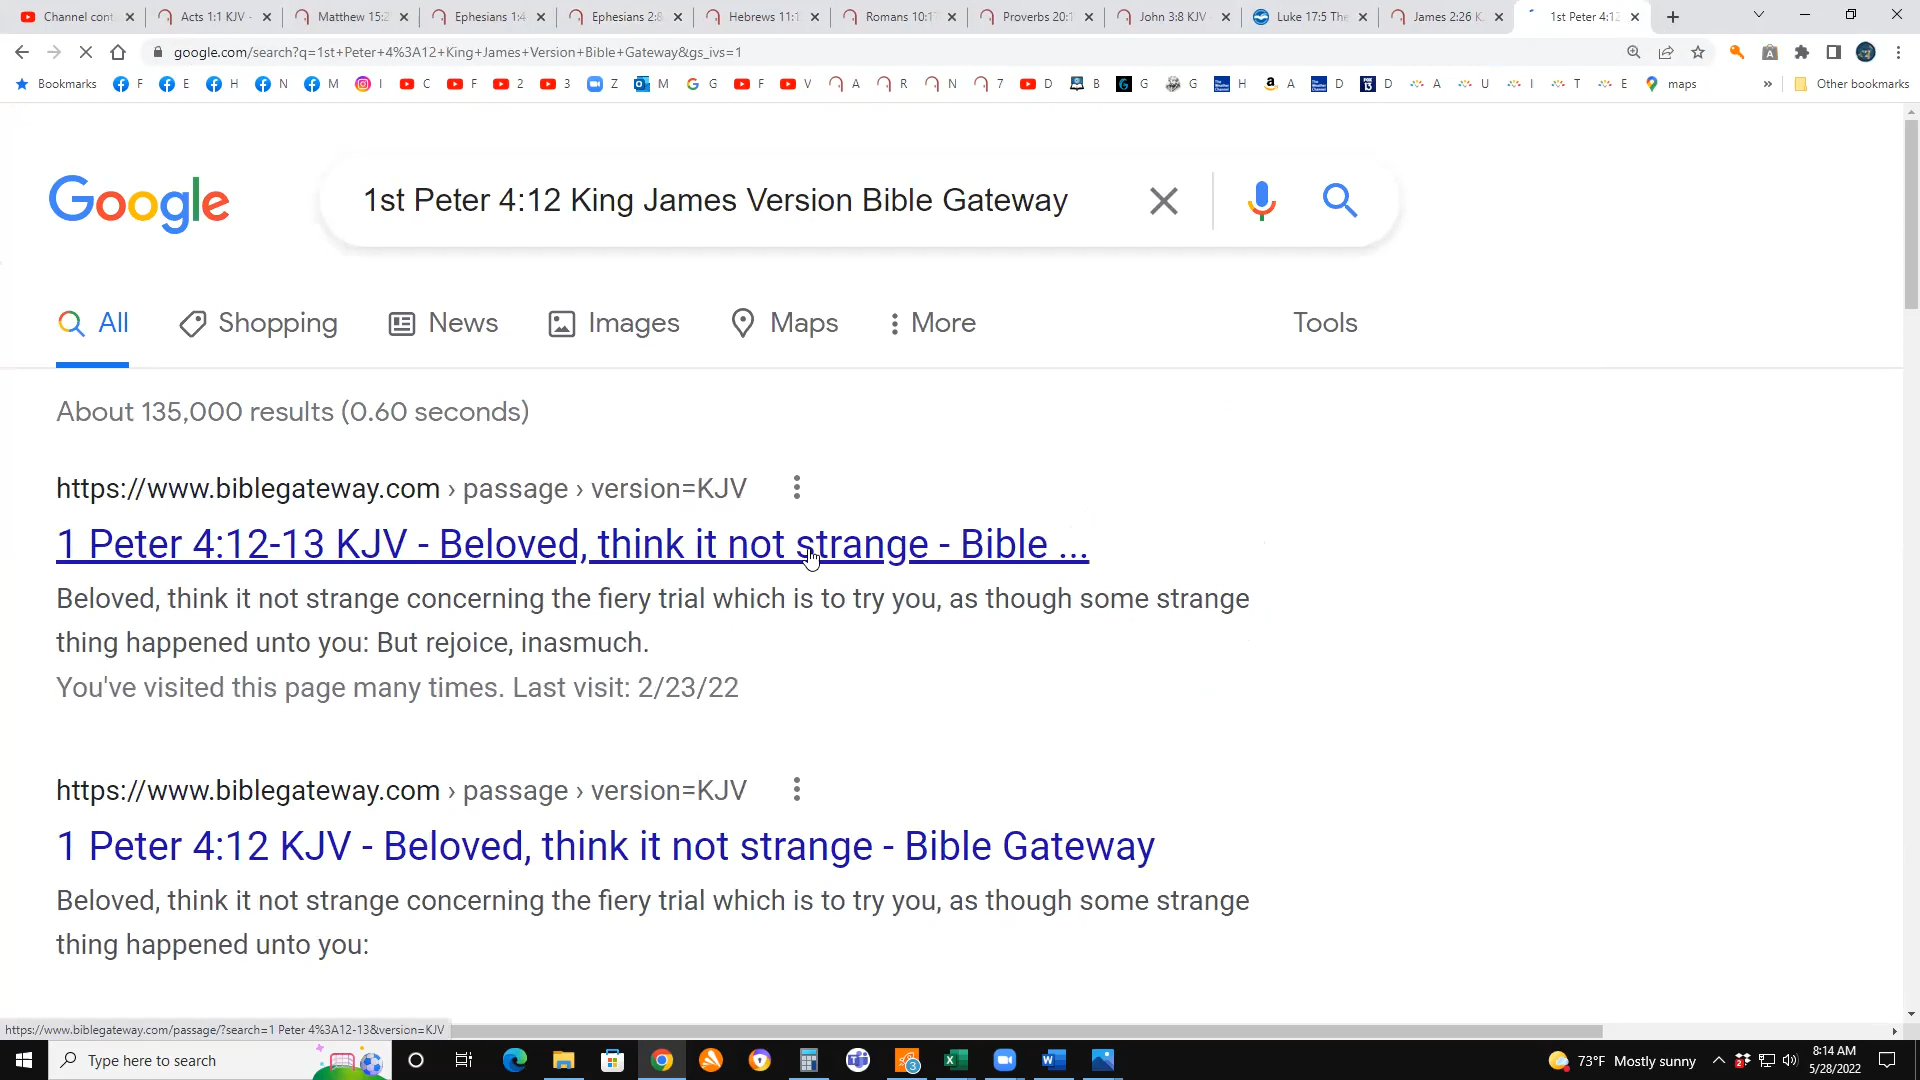 Channel cont
Acts 1:1 KJV -
Matthew 15:2
Ephesians 1:4
Ephesians 2:8
Hebrews 11:1
Romans 10:17
Proverbs 20:1
John 3:8 KJV
Luke 17:5 The
James 2:26 K
1st Peter 4:12
google.com/search?q=1st+Peter+4%3A12+King+James+Version+Bible+Gateway&gs_ivs=1
Bookmarks F E H N M I C F 2 3 Z M G F V A R N 7 D B G G H A D D A U I T E maps » Other bookmarks
Google
1st Peter 4:12 King James Version Bible Gateway
All Shopping News Images Maps More Tools
About 135,000 results (0.60 seconds)
https://www.biblegateway.com › passage › version=KJV
1 Peter 4:12-13 KJV - Beloved, think it not strange - Bible ...
Beloved, think it not strange concerning the fiery trial which is to try you, as though some strange
thing happened unto you: But rejoice, inasmuch.
You've visited this page many times. Last visit: 2/23/22
https://www.biblegateway.com › passage › version=KJV
1 Peter 4:12 KJV - Beloved, think it not strange - Bible Gateway
Beloved, think it not strange concerning the fiery trial which is to try you, as though some strange
thing happened unto you:
https://www.biblegateway.com/passage/?search=1 Peter 4%3A12-13&version=KJV
Type here to search
3
73°F Mostly sunny
2
8:14 AM
5/28/2022